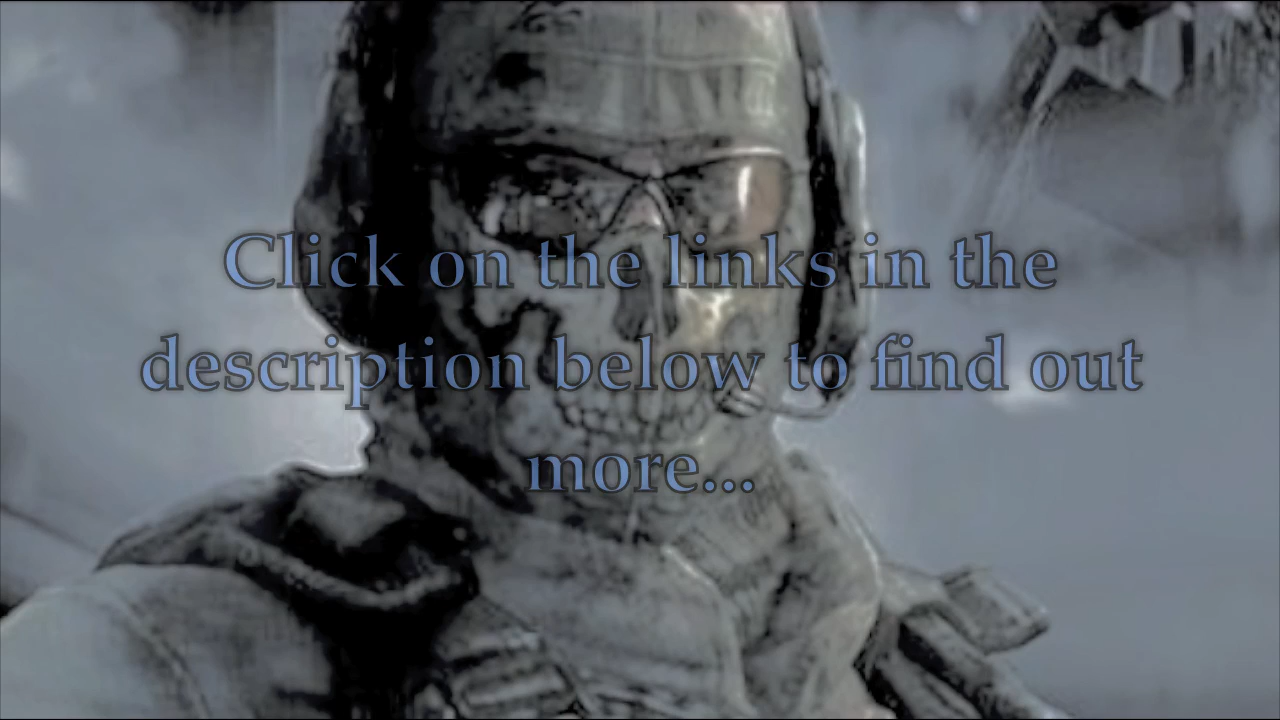 Click on the links in the
description below to find out
more...